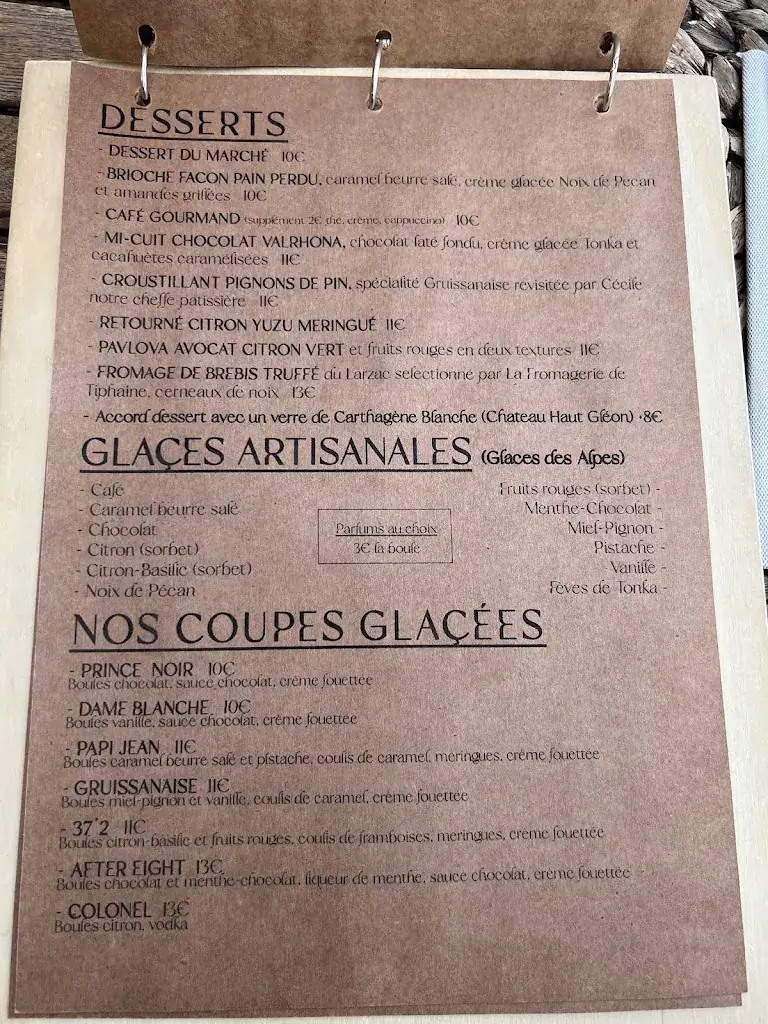 DESSERTS
- DESSERT DU MARCHÉ 10€
- BRIOCHE FACON PAIN PERDU, caramel beurre salé, crème glacée Noix de Pécan
et amandes grillées 10€
- CAFÉ GOURMAND (supplément 2€ thé, crème, cappuccino) 10€
- MI-CUIT CHOCOLAT VALRHONA, chocolat laté fondu, crème glacée Tonka et
cacahuètes caramélisées 11€
- CROUSTILLANT PIGNONS DE PIN, spécialité Gruissanaise revisitée par Cécile
notre cheffe pâtissière 11€
- RETOURNÉ CITRON YUZU MERINGUÉ 11€
- PAVLOVA AVOCAT CITRON VERT et fruits rouges en deux textures 11€
- FROMAGE DE BREBIS TRUFFÉ du Larzac sélectionné par La Fromagerie de
Tiphaine, cerneaux de noix 13€
- Accord dessert avec un verre de Carthagène Blanche (Chateau Haut Gléon) +8€
GLAÇES ARTISANALES (Glaces des Alpes)
- Café
- Caramel beurre salé
- Chocolat
- Citron (sorbet)
- Citron-Basilic (sorbet)
- Noix de Pécan
Parfums au choix
3€ la boule
Fruits rouges (sorbet) -
Menthe-Chocolat -
Miel-Pignon -
Pistache -
Vanille -
Fèves de Tonka -
NOS COUPES GLAÇÉES
- PRINCE NOIR 10€
Boules chocolat, sauce chocolat, crème fouettée
- DAME BLANCHE 10€
Boules vanille, sauce chocolat, crème fouettée
- PAPI JEAN 11€
Boules caramel beurre salé et pistache, coulis de caramel, meringues, crème fouettée
- GRUISSANAISE 11€
Boules miel-pignon et vanille, coulis de caramel, crème fouettée
- 37°2 11€
Boules citron-basilic et fruits rouges, coulis de framboises, meringues, crème fouettée
- AFTER EIGHT 13€
Boules chocolat et menthe-chocolat, liqueur de menthe, sauce chocolat, crème fouettée
- COLONEL 13€
Boules citron, vodka